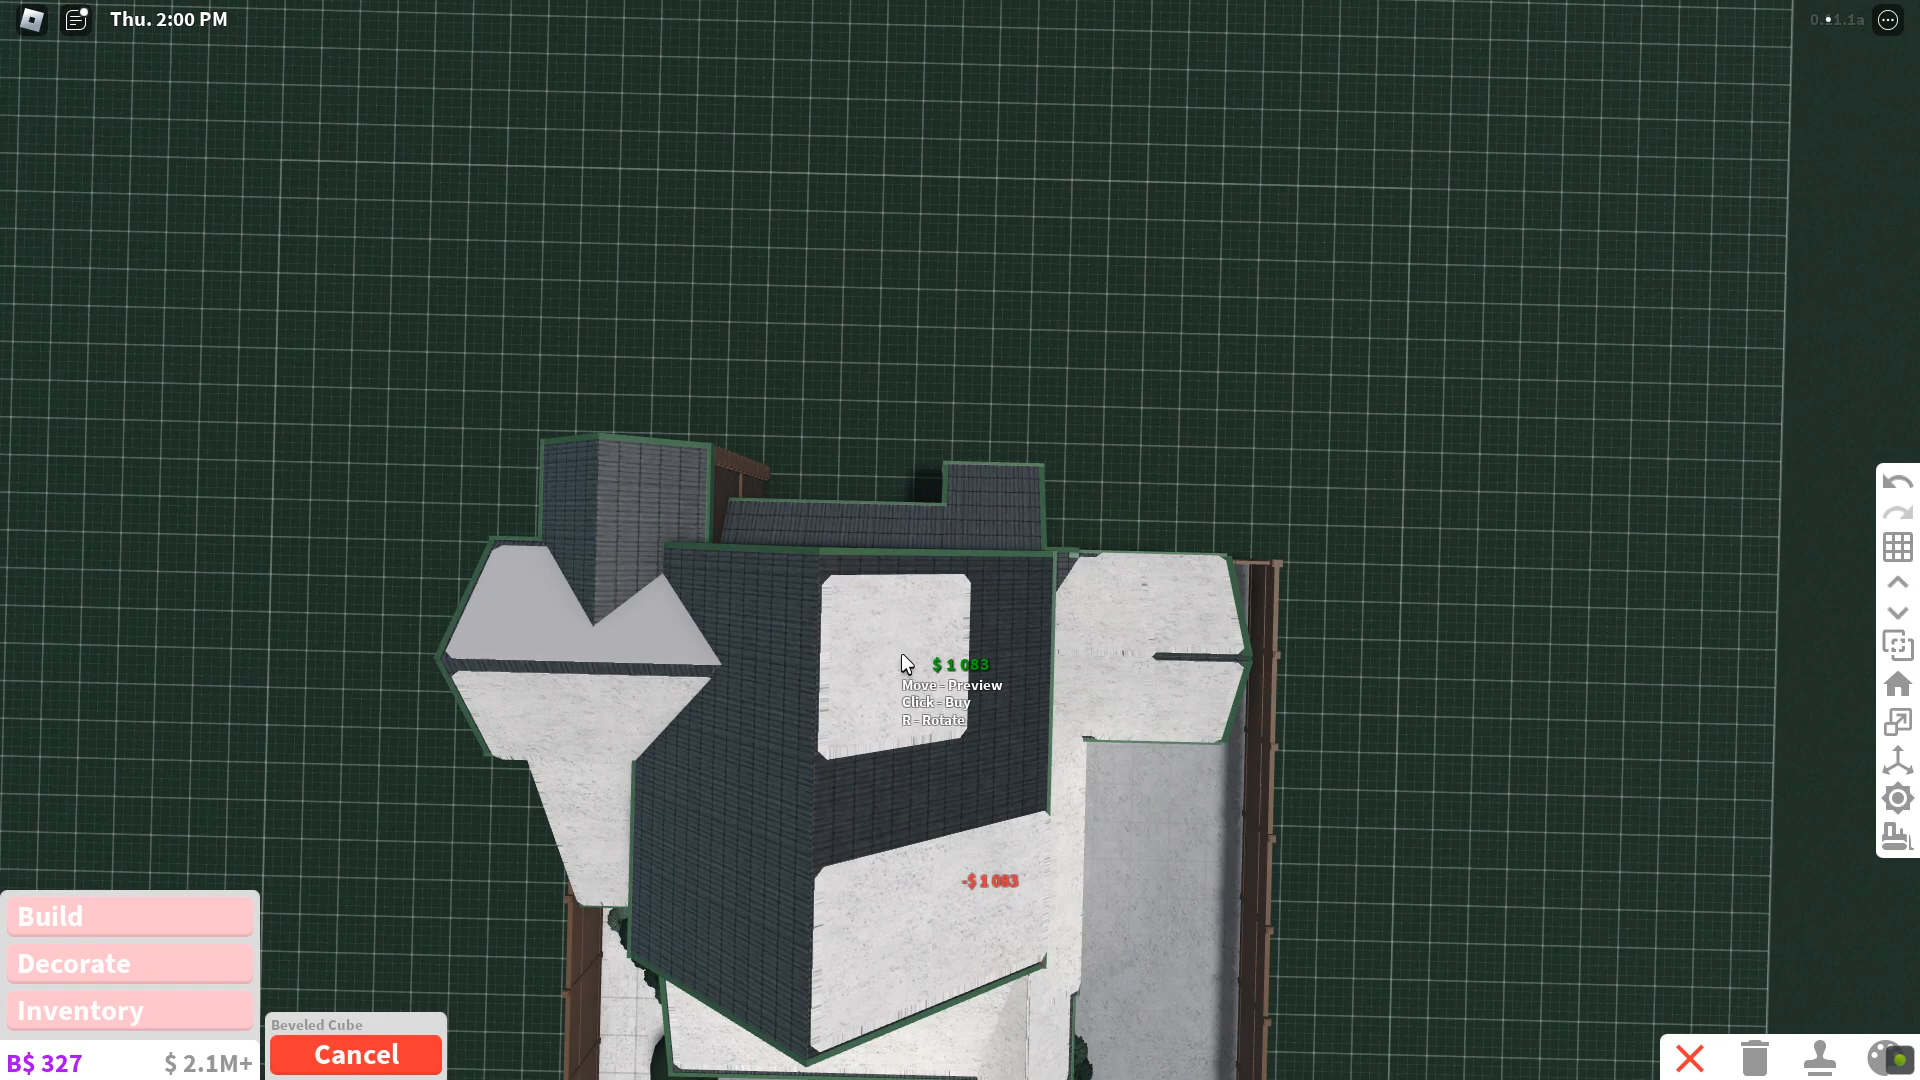 Thu. 2:00 PM
$ 1 083
Move - Preview
Click - Buy
R - Rotate
-$ 1 083
Build
Decorate
Inventory
B$ 327
$ 2.1M+
Beveled Cube
Cancel